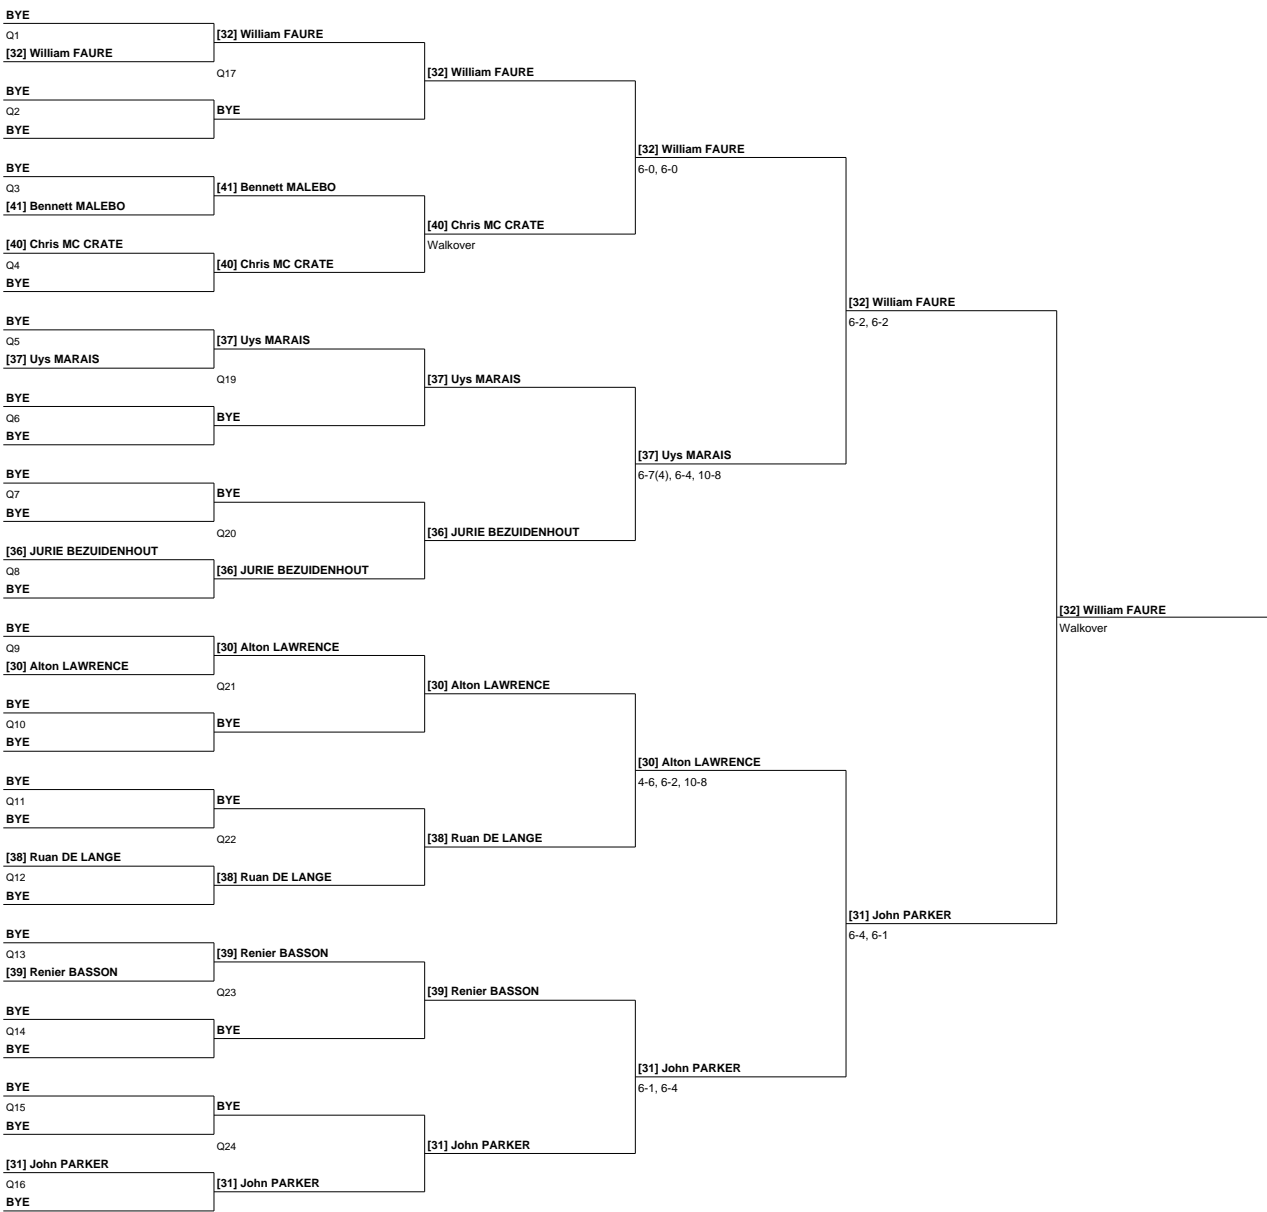 BYE
Q1
[32] William FAURE
BYE
Q2
BYE
BYE
Q3
[41] Bennett MALEBO
[40] Chris MC CRATE
Q4
BYE
BYE
Q5
[37] Uys MARAIS
BYE
Q6
BYE
BYE
Q7
BYE
[36] JURIE BEZUIDENHOUT
Q8
BYE
BYE
Q9
[30] Alton LAWRENCE
BYE
Q10
BYE
BYE
Q11
BYE
[38] Ruan DE LANGE
Q12
BYE
BYE
Q13
[39] Renier BASSON
BYE
Q14
BYE
BYE
Q15
BYE
[31] John PARKER
Q16
BYE
[32] William FAURE
Q17
BYE
[41] Bennett MALEBO
[40] Chris MC CRATE
[37] Uys MARAIS
Q19
BYE
BYE
Q20
[36] JURIE BEZUIDENHOUT
[30] Alton LAWRENCE
Q21
BYE
BYE
Q22
[38] Ruan DE LANGE
[39] Renier BASSON
Q23
BYE
BYE
Q24
[31] John PARKER
[32] William FAURE
[40] Chris MC CRATE
Walkover
[37] Uys MARAIS
[36] JURIE BEZUIDENHOUT
[30] Alton LAWRENCE
[38] Ruan DE LANGE
[39] Renier BASSON
[31] John PARKER
[32] William FAURE
6-0, 6-0
[37] Uys MARAIS
6-7(4), 6-4, 10-8
[30] Alton LAWRENCE
4-6, 6-2, 10-8
[31] John PARKER
6-1, 6-4
[32] William FAURE
6-2, 6-2
[31] John PARKER
6-4, 6-1
[32] William FAURE
Walkover